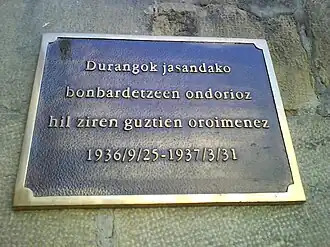 Durangok jasandako
bonbardetzeen ondorioz
hil ziren guztien oroimenez
1936/9/25-1937/3/31